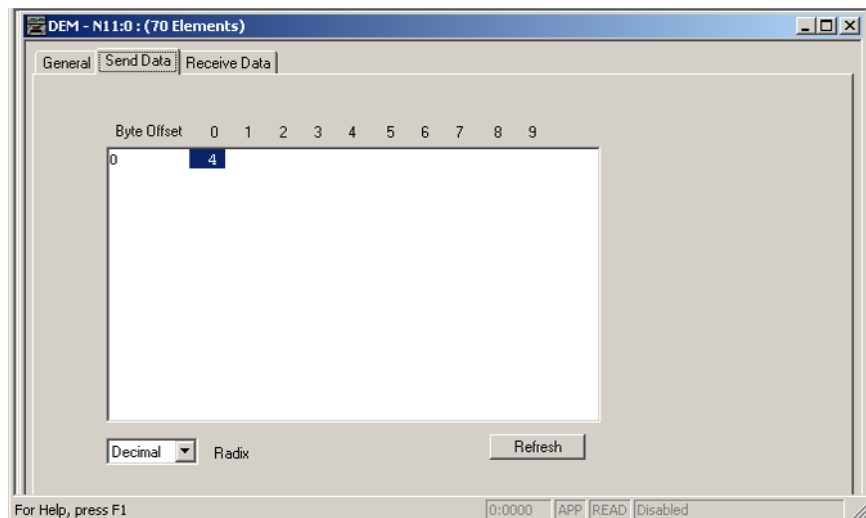 DEM - N11:0 : (70 Elements)
General Send Data Receive Data
Byte Offset 0 1 2 3 4 5 6 7 8 9
0 4
Decimal Radix Refresh
For Help, press F1 0:0000 APP READ Disabled